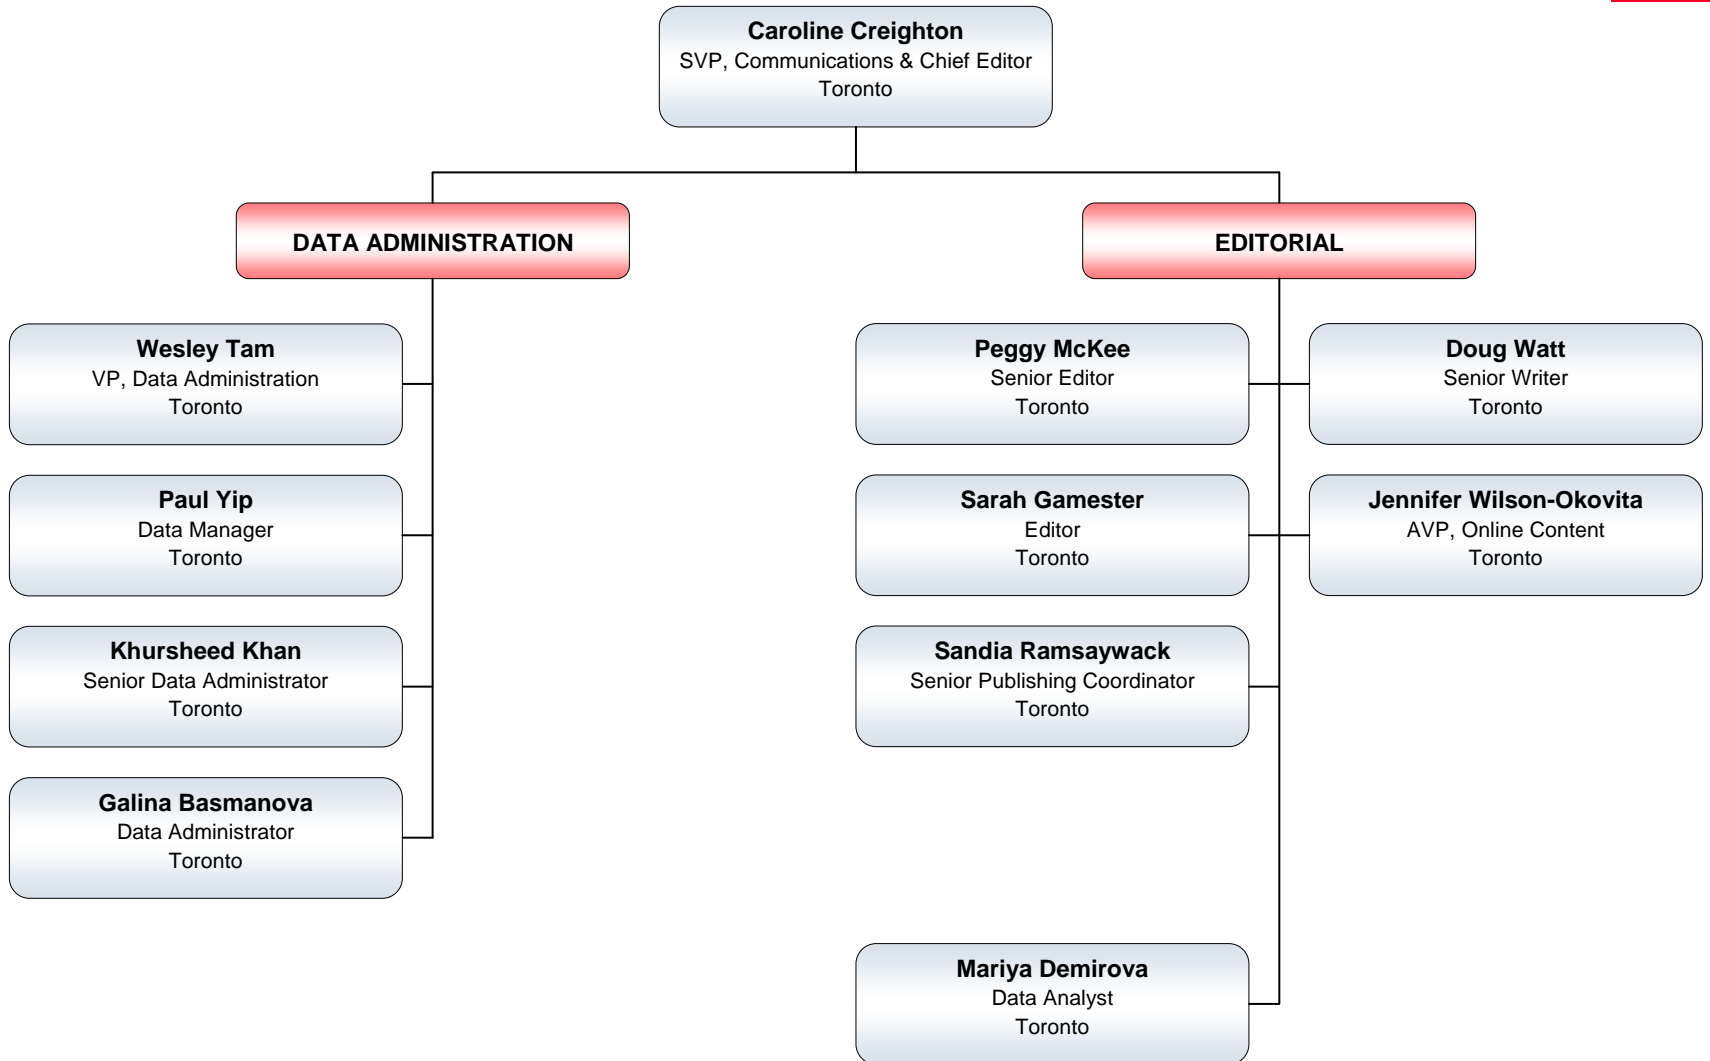 Caroline Creighton
SVP, Communications & Chief Editor
Toronto
DATA ADMINISTRATION
Wesley Tam
VP, Data Administration
Toronto
Paul Yip
Data Manager
Toronto
Khursheed Khan
Senior Data Administrator
Toronto
Galina Basmanova
Data Administrator
Toronto
EDITORIAL
Peggy McKee
Senior Editor
Toronto
Doug Watt
Senior Writer
Toronto
Sarah Gamester
Editor
Toronto
Jennifer Wilson-Okovita
AVP, Online Content
Toronto
Sandia Ramsaywack
Senior Publishing Coordinator
Toronto
Mariya Demirova
Data Analyst
Toronto